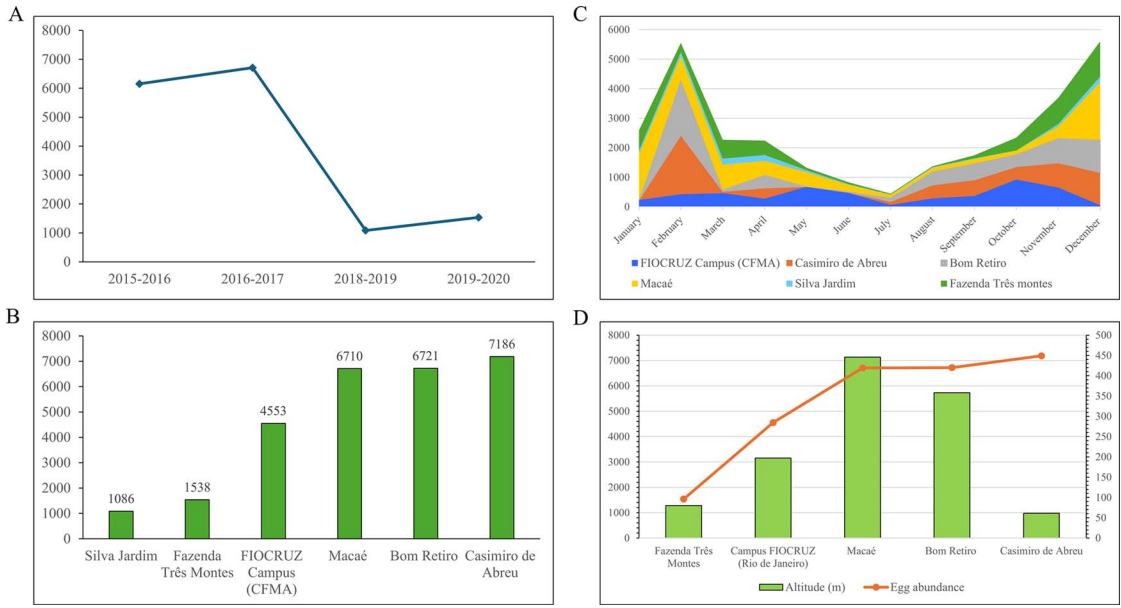 A
8000
7000
6000
5000
4000
3000
2000
1000
0
2015-2016 2016-2017 2018-2019 2019-2020
B
8000
7000
6000
5000
4000
3000
2000
1000
0
1086 1538 4553 6710 6721 7186
Silva Jardim Fazenda FIOCRUZ Macaé Bom Retiro Casimiro de
Três Montes Campus Abreu
(CFMA)
C
6000
5000
4000
3000
2000
1000
0
January February March April May June July August September October November December
FIOCRUZ Campus (CFMA) Casimiro de Abreu Bom Retiro
Macaé Silva Jardim Fazenda Três montes
D
8000 500
450
7000
400
6000
350
5000
300
4000 250
200
3000
150
2000
100
1000
50
0 0
Fazenda Três Campus FIOCRUZ Macaé Bom Retiro Casimiro de Abreu
Montes (Rio de Janeiro)
Altitude (m) Egg abundance